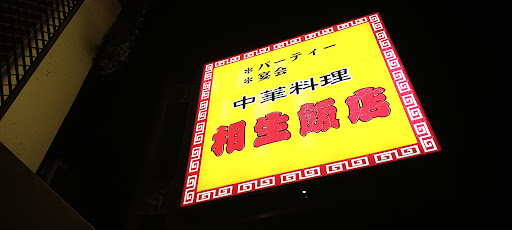 ※パーティー
※宴会
中華料理
相生飯店